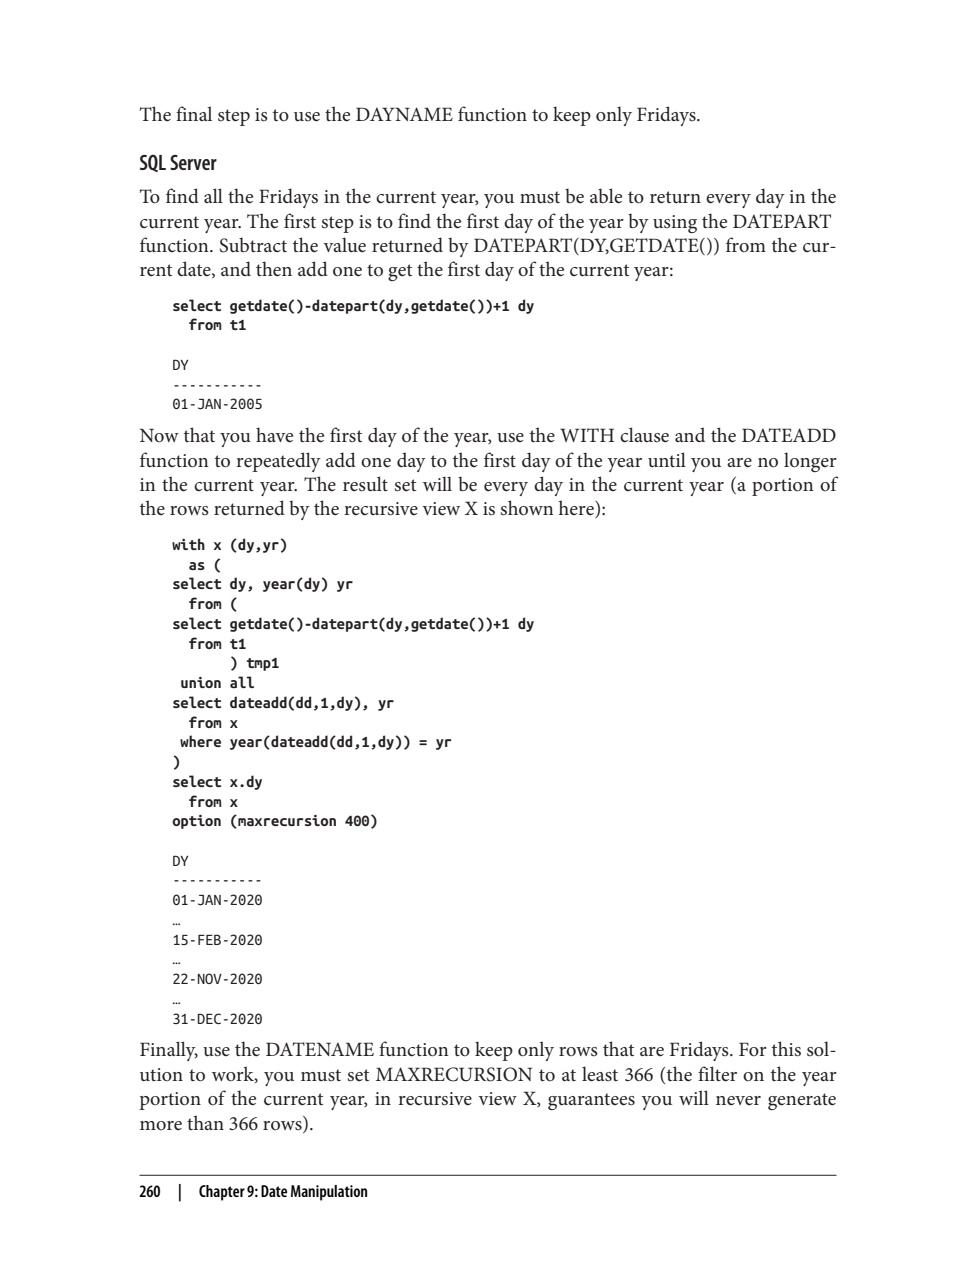 The final step is to use the DAYNAME function to keep only Fridays.
SQL Server
To find all the Fridays in the current year, you must be able to return every day in the
current year. The first step is to find the first day of the year by using the DATEPART
function. Subtract the value returned by DATEPART(DY,GETDATE()) from the cur-
rent date, and then add one to get the first day of the current year:
select getdate()-datepart(dy,getdate())+1 dy
from t1
DY
-----------
01-JAN-2005
Now that you have the first day of the year, use the WITH clause and the DATEADD
function to repeatedly add one day to the first day of the year until you are no longer
in the current year. The result set will be every day in the current year (a portion of
the rows returned by the recursive view X is shown here):
with x (dy,yr)
as (
select dy, year(dy) yr
from (
select getdate()-datepart(dy,getdate())+1 dy
from t1
) tmp1
union all
select dateadd(dd,1,dy), yr
from x
where year(dateadd(dd,1,dy)) = yr
)
select x.dy
from x
option (maxrecursion 400)
DY
-----------
01-JAN-2020
…
15-FEB-2020
…
22-NOV-2020
…
31-DEC-2020
Finally, use the DATENAME function to keep only rows that are Fridays. For this sol-
ution to work, you must set MAXRECURSION to at least 366 (the filter on the year
portion of the current year, in recursive view X, guarantees you will never generate
more than 366 rows).
260 | Chapter 9: Date Manipulation